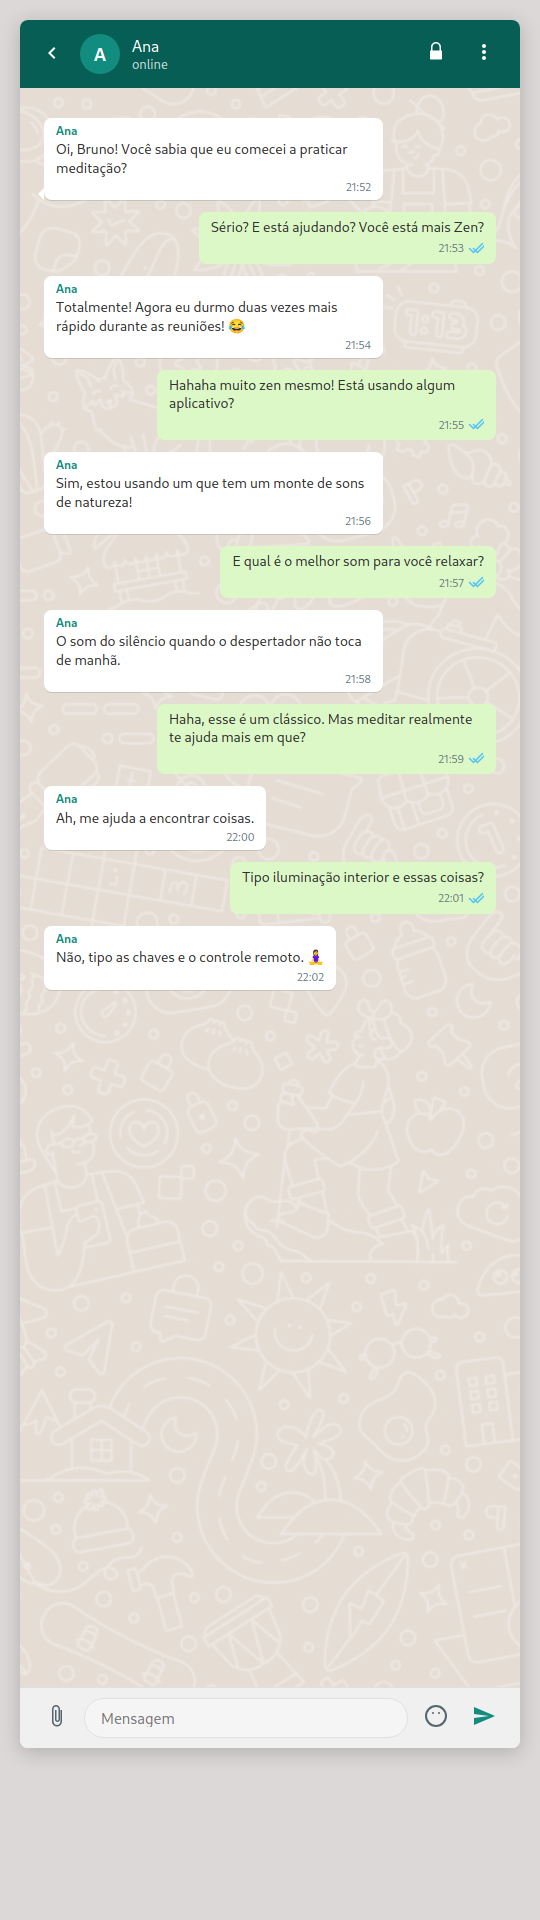 A
Ana
online
Ana
Oi, Bruno! Você sabia que eu comecei a praticar
meditação?
21:52
Sério? E está ajudando? Você está mais Zen?
21:53
Ana
Totalmente! Agora eu durmo duas vezes mais
rápido durante as reuniões! 😂
21:54
Hahaha muito zen mesmo! Está usando algum
aplicativo?
21:55
Ana
Sim, estou usando um que tem um monte de sons
de natureza!
21:56
E qual é o melhor som para você relaxar?
21:57
Ana
O som do silêncio quando o despertador não toca
de manhã.
21:58
Haha, esse é um clássico. Mas meditar realmente
te ajuda mais em que?
21:59
Ana
Ah, me ajuda a encontrar coisas.
22:00
Tipo iluminação interior e essas coisas?
22:01
Ana
Não, tipo as chaves e o controle remoto. 🧘‍♀️
22:02
Mensagem